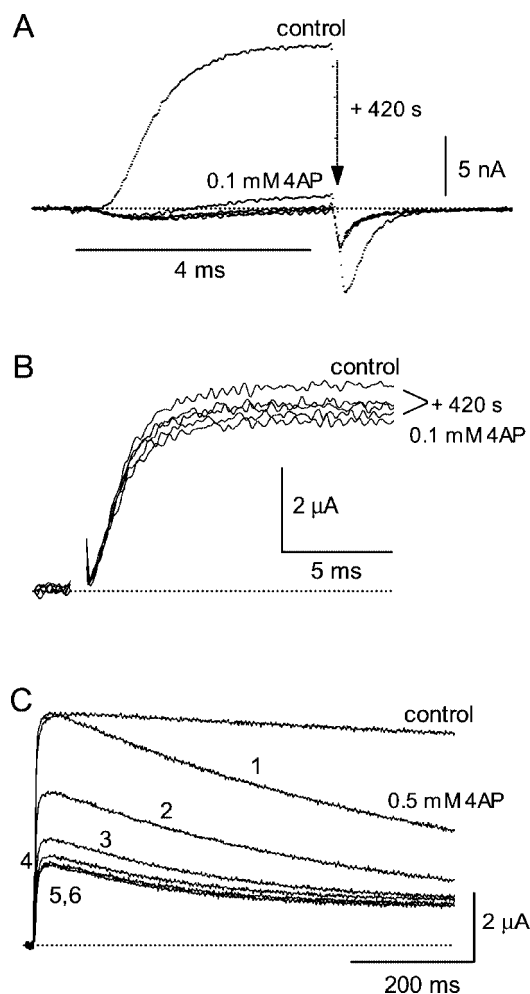 A
control
+ 420 s
0.1 mM 4AP
5 nA
4 ms
B
control
+ 420 s
0.1 mM 4AP
2 μA
5 ms
C
control
1
0.5 mM 4AP
2
3
4
5,6
2 μA
200 ms